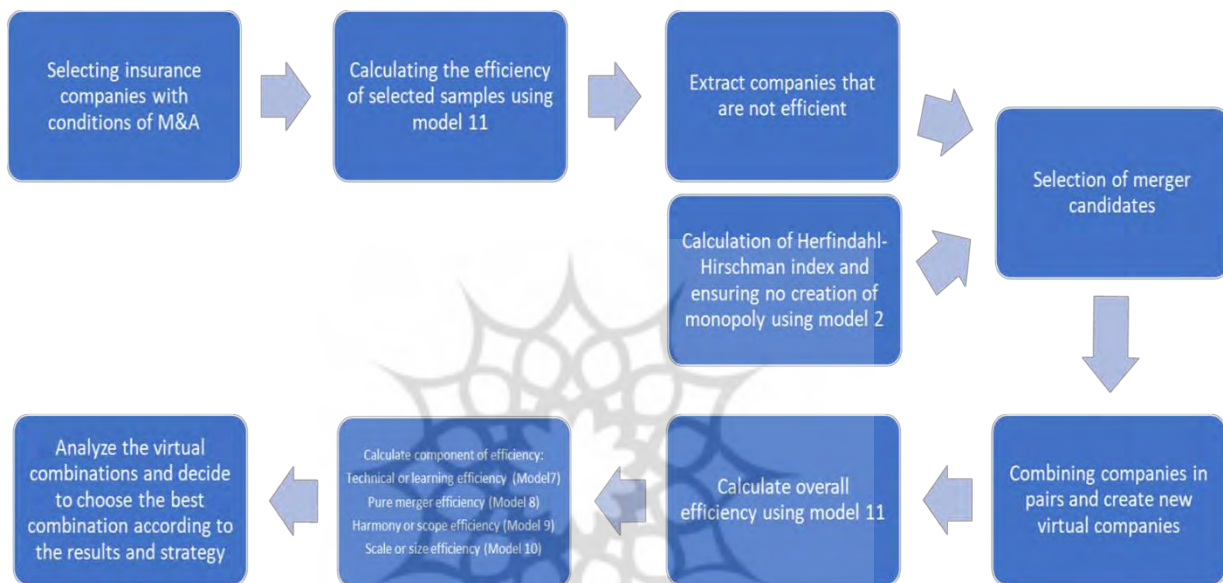 Selecting insurance
companies with
conditions of M&A
Calculating the efficiency
of selected samples using
model 11
Extract companies that
are not efficient
Calculation of Herfindahl-
Hirschman index and
ensuring no creation of
monopoly using model 2
Selection of merger
candidates
Combining companies in
pairs and create new
virtual companies
Calculate overall
efficiency using model 11
Calculate component of efficiency:
Technical or learning efficiency (Model7)
Pure merger efficiency (Model 8)
Harmony or scope efficiency (Model 9)
Scale or size efficiency (Model 10)
Analyze the virtual
combinations and decide
to choose the best
combination according to
the results and strategy